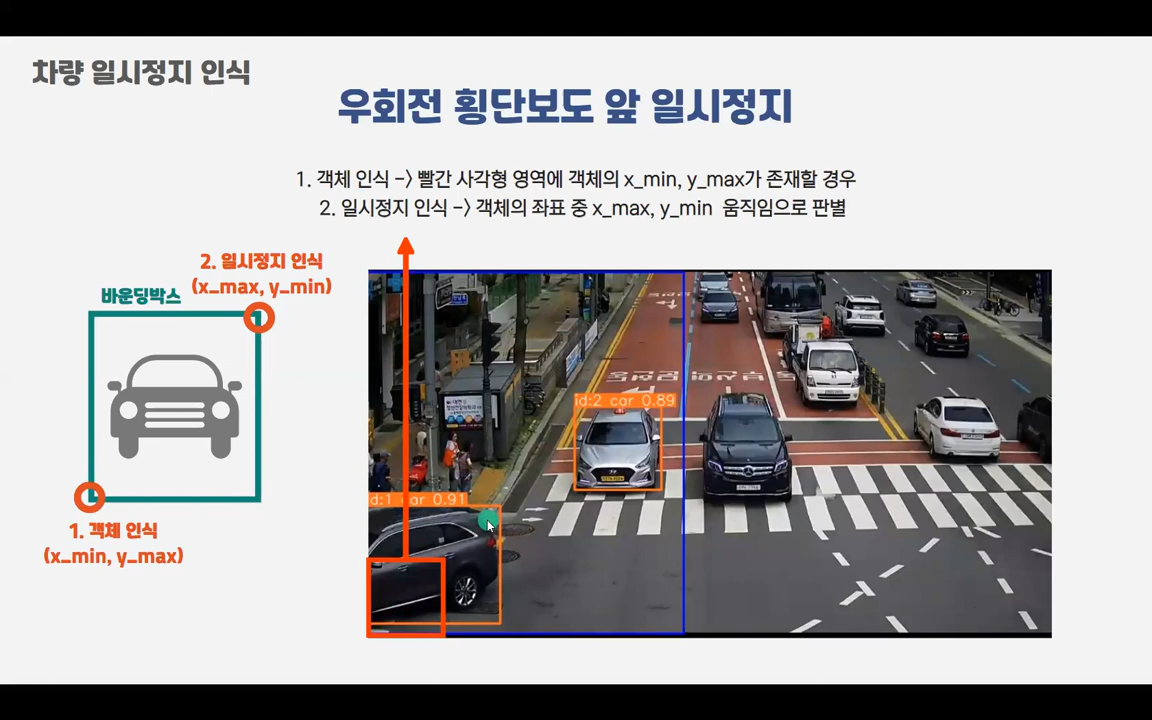 차량 일시정지 인식
우회전 횡단보도 앞 일시정지
1. 객체 인식 -> 빨간 사각형 영역에 객체의 x_min, y_max가 존재할 경우
2. 일시정지 인식 -> 객체의 좌표 중 x_max, y_min 움직임으로 판별
2. 일시정지 인식
(x_max, y_min)
바운딩박스
1. 객체 인식
(x_min, y_max)
id:2 car 0.89
d:1 car 0.91